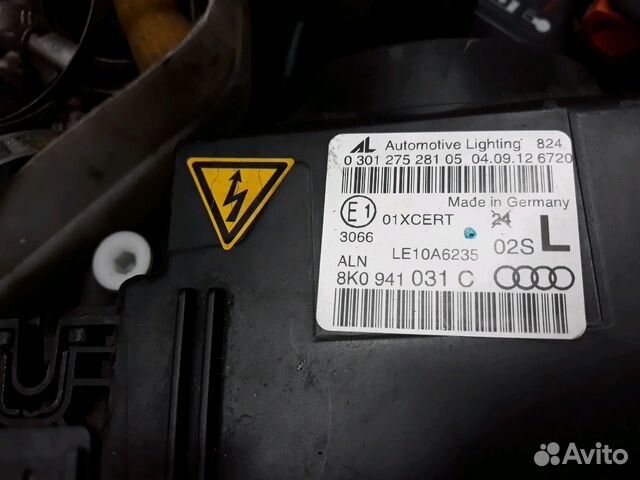 AL Automotive Lighting 824
0 301 275 281 05 04.09.12 6720
Made in Germany
E1 01XCERT 24
3066 LE10A6235 02S L
ALN
8K0 941 031 C
Avito